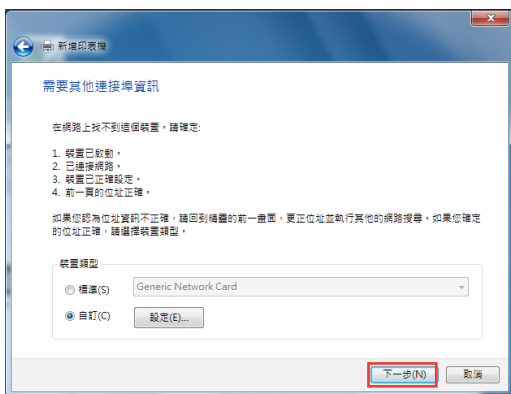 新增印表機
需要其他連接埠資訊
在網路上找不到這個裝置，請確定:
1. 裝置已啟動。
2. 已連接網路。
3. 裝置已正確設定。
4. 前一頁的位址正確。
如果您認為位址資訊不正確，請回到精靈的前一畫面，更正位址並執行其他的網路搜尋。如果您確定
的位址正確，請選擇裝置類型。
裝置類型
標準(S) Generic Network Card
自訂(C) 設定(E)...
下一步(N) 取消